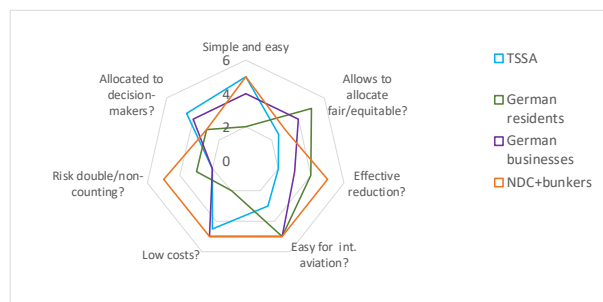 Simple and easy
6
4
2
0
Allows to
allocate
fair/equitable?
Effective
reduction?
Easy for int.
aviation?
Low costs?
Risk double/non-
counting?
Allocated to
decision-
makers?
TSSA
German
residents
German
businesses
NDC+bunkers